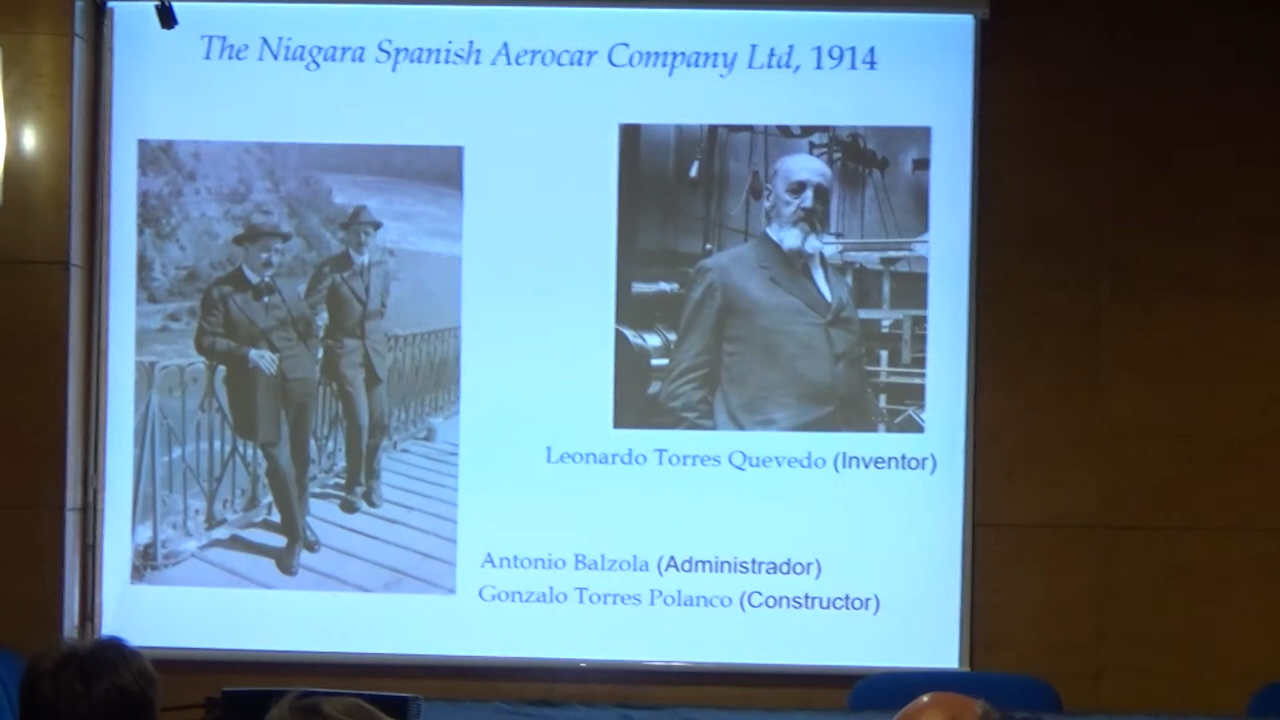 The Niagara Spanish Aerocar Company Ltd, 1914
Leonardo Torres Quevedo (Inventor)
Antonio Balzola (Administrador)
Gonzalo Torres Polanco (Constructor)